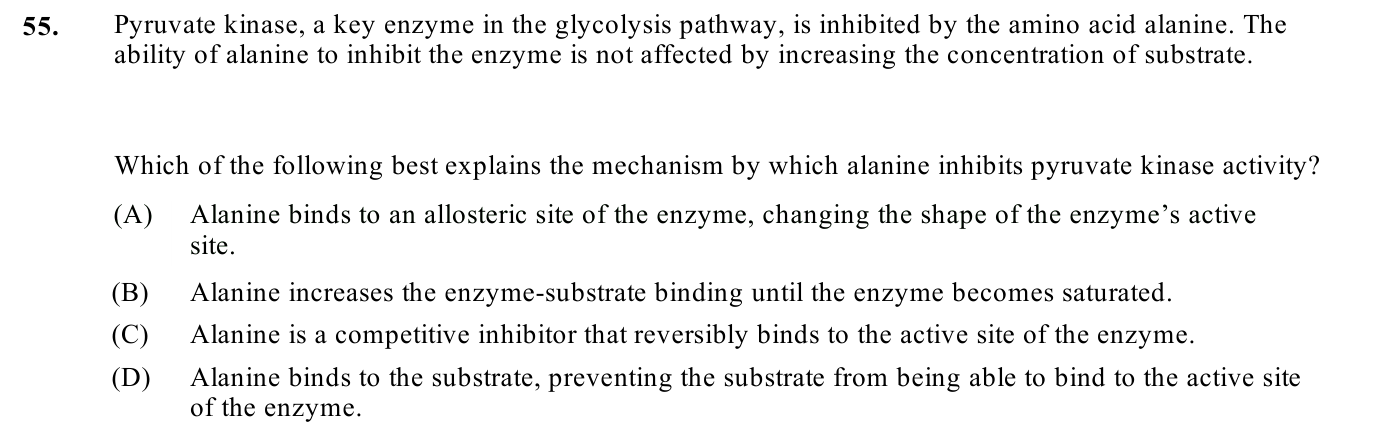 55. Pyruvate kinase, a key enzyme in the glycolysis pathway, is inhibited by the amino acid alanine. The
ability of alanine to inhibit the enzyme is not affected by increasing the concentration of substrate.
Which of the following best explains the mechanism by which alanine inhibits pyruvate kinase activity?
(A) Alanine binds to an allosteric site of the enzyme, changing the shape of the enzyme’s active
site.
(B) Alanine increases the enzyme-substrate binding until the enzyme becomes saturated.
(C) Alanine is a competitive inhibitor that reversibly binds to the active site of the enzyme.
(D) Alanine binds to the substrate, preventing the substrate from being able to bind to the active site
of the enzyme.